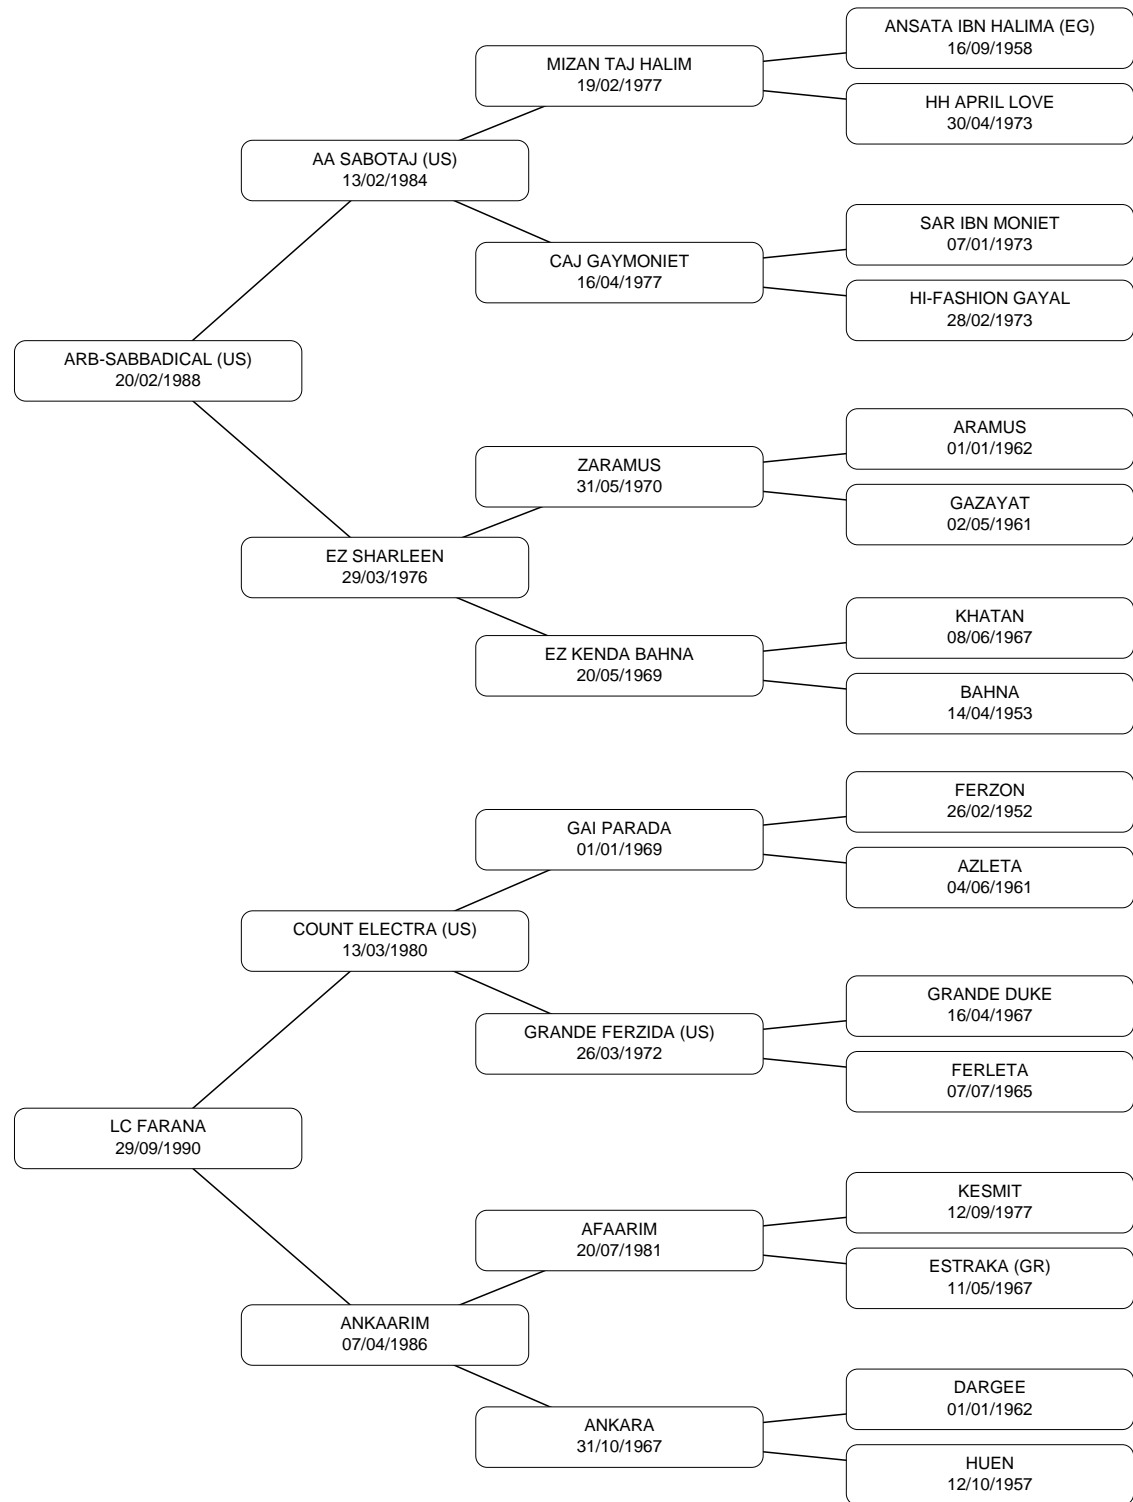 ANSATA IBN HALIMA (EG)
16/09/1958
MIZAN TAJ HALIM
19/02/1977
HH APRIL LOVE
30/04/1973
AA SABOTAJ (US)
13/02/1984
SAR IBN MONIET
07/01/1973
CAJ GAYMONIET
16/04/1977
HI-FASHION GAYAL
28/02/1973
ARB-SABBADICAL (US)
20/02/1988
ARAMUS
01/01/1962
ZARAMUS
31/05/1970
GAZAYAT
02/05/1961
EZ SHARLEEN
29/03/1976
KHATAN
08/06/1967
EZ KENDA BAHNA
20/05/1969
BAHNA
14/04/1953
FERZON
26/02/1952
GAI PARADA
01/01/1969
AZLETA
04/06/1961
COUNT ELECTRA (US)
13/03/1980
GRANDE DUKE
16/04/1967
GRANDE FERZIDA (US)
26/03/1972
FERLETA
07/07/1965
LC FARANA
29/09/1990
KESMIT
12/09/1977
AFAARIM
20/07/1981
ESTRAKA (GR)
11/05/1967
ANKAARIM
07/04/1986
DARGEE
01/01/1962
ANKARA
31/10/1967
HUEN
12/10/1957